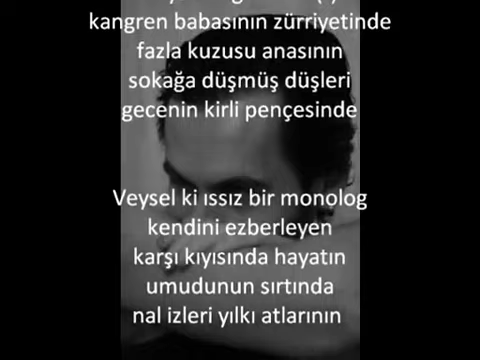 kangren babasının zürriyetinde
fazla kuzusu anasının
sokağa düşmüş düşleri
gecenin kirli pençesinde
Veysel ki ıssız bir monolog
kendini ezberleyen
karşı kıyısında hayatın
umudunun sırtında
nal izleri yılkı atlarının